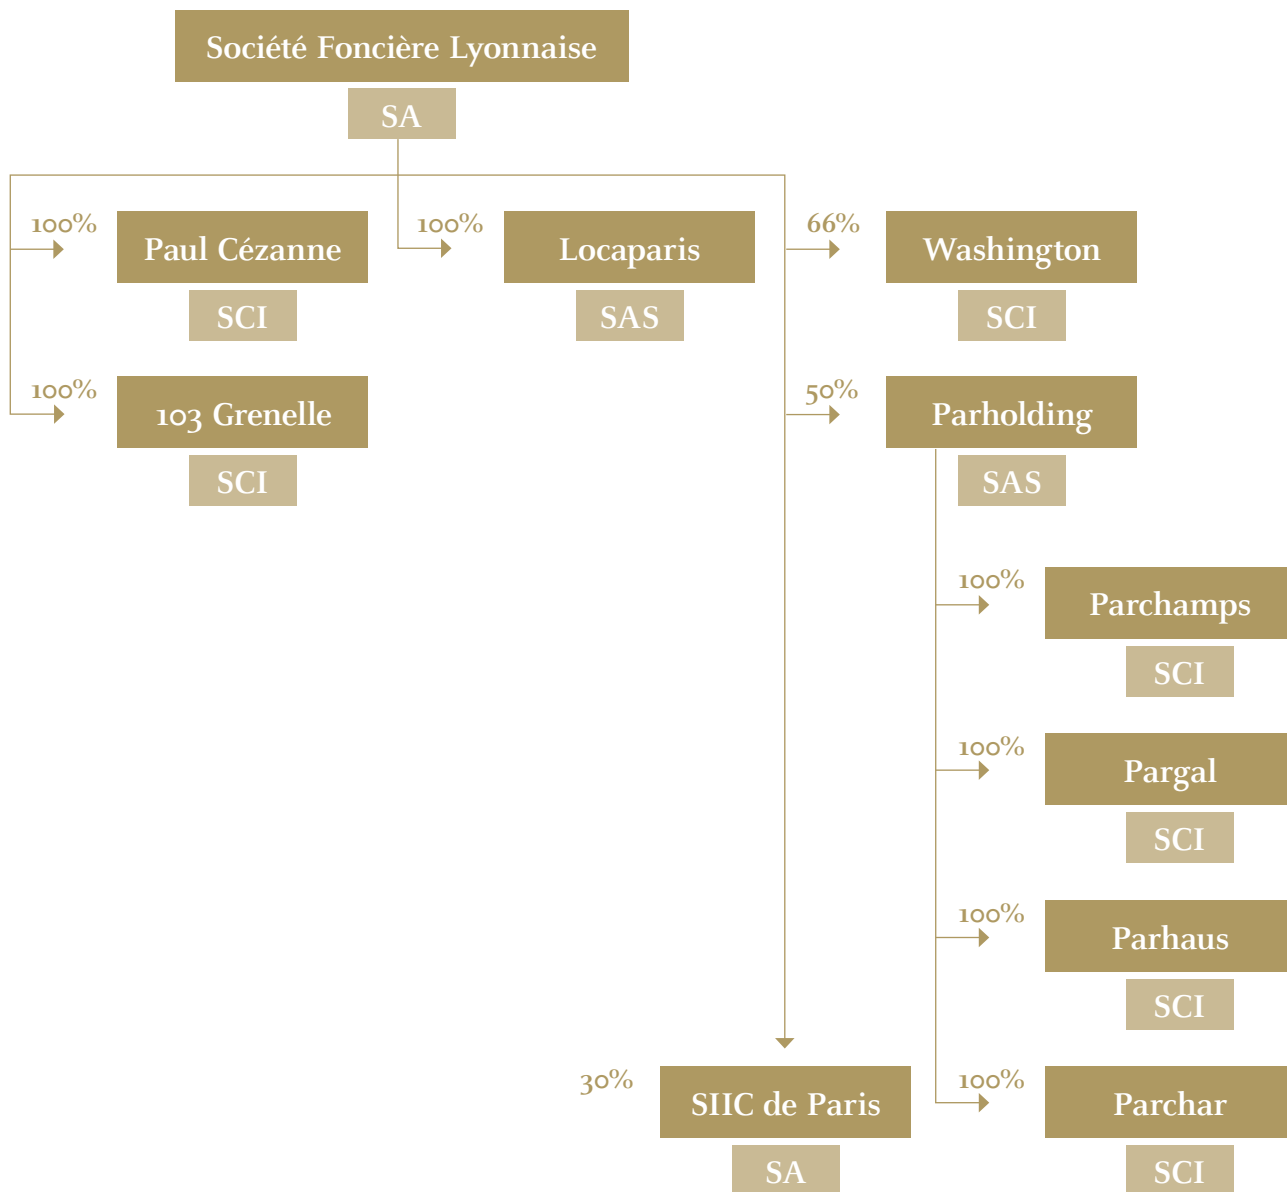 Société Foncière Lyonnaise
SA
100%
Paul Cézanne
SCI
100%
Locaparis
SAS
66%
Washington
SCI
100%
103 Grenelle
SCI
50%
Parholding
SAS
100%
Parchamps
SCI
100%
Pargal
SCI
100%
Parhaus
SCI
30%
SIIC de Paris
SA
100%
Parchar
SCI